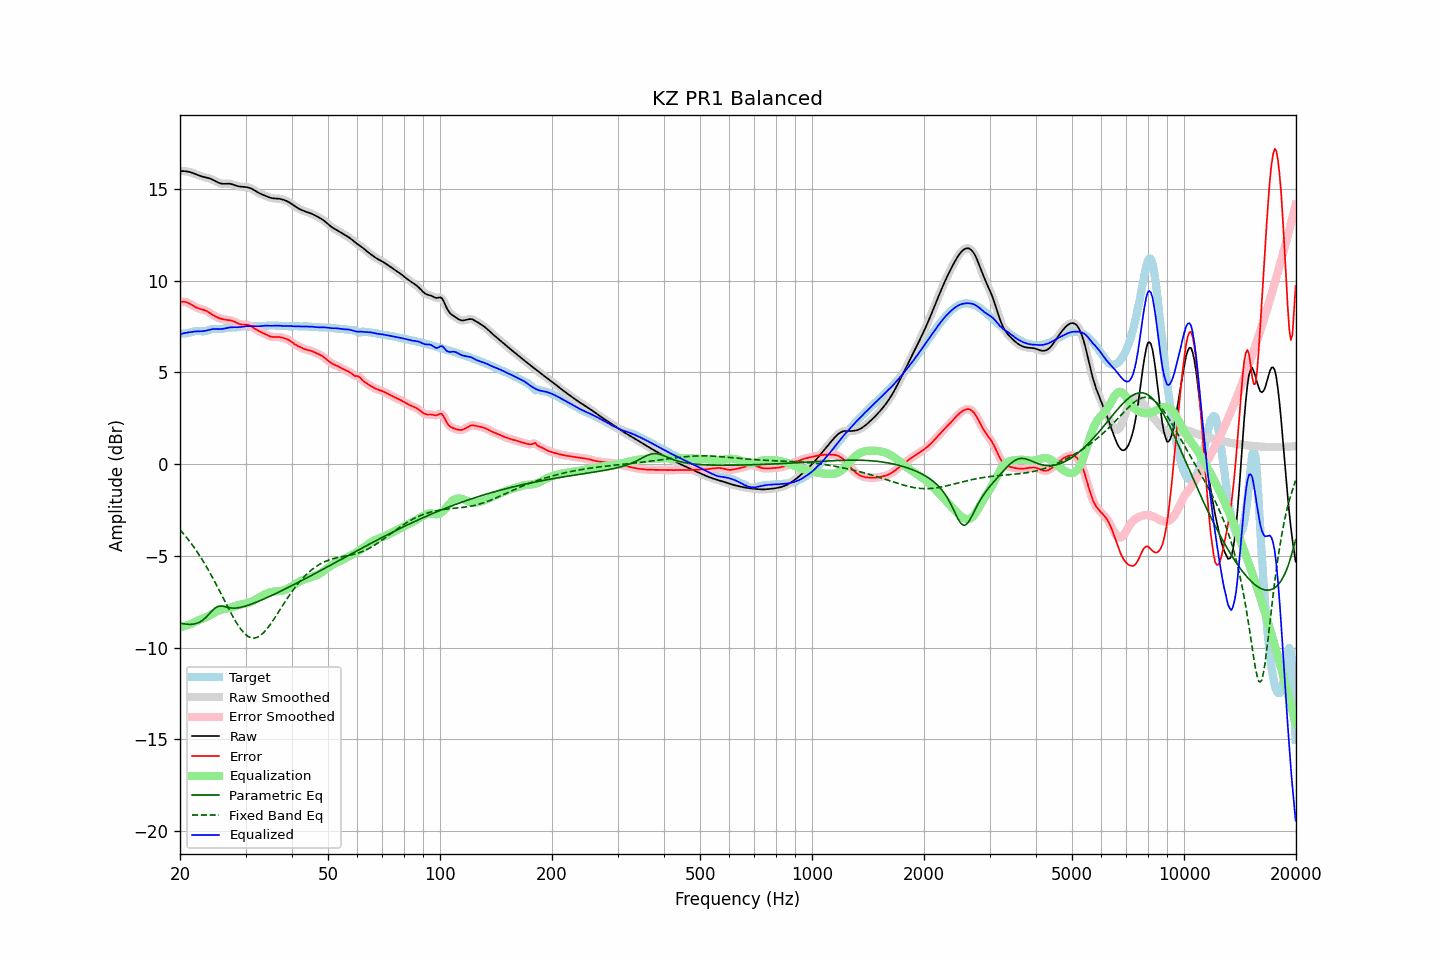 KZ PR1 Balanced
Amplitude (dBr)
15
10
5
0
−5
−10
−15
−20
Target
Raw Smoothed
Error Smoothed
Raw
Error
Equalization
Parametric Eq
Fixed Band Eq
Equalized
20 50 100 200 500 1000 2000 5000 10000 20000
Frequency (Hz)